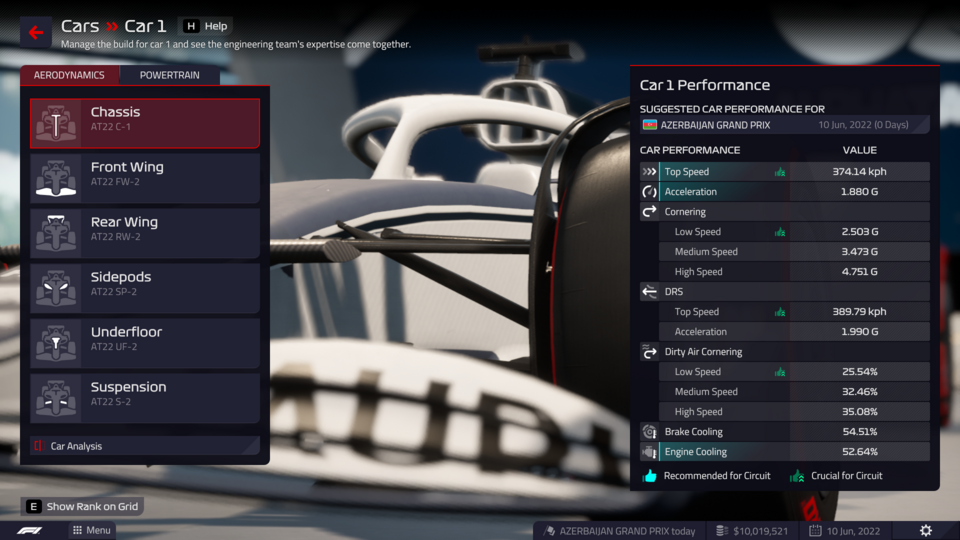 Cars » Car 1
H Help
Manage the build for car 1 and see the engineering team's expertise come together.
AERODYNAMICS
POWERTRAIN
Chassis
AT22 C-1
Front Wing
AT22 FW-2
Rear Wing
AT22 RW-2
Sidepods
AT22 SP-2
Underfloor
AT22 UF-2
Suspension
AT22 S-2
Car Analysis
E Show Rank on Grid
Car 1 Performance
SUGGESTED CAR PERFORMANCE FOR
AZERBAIJAN GRAND PRIX 10 Jun, 2022 (0 Days)
CAR PERFORMANCE VALUE
Top Speed 374.14 kph
Acceleration 1.880 G
Cornering
Low Speed 2.503 G
Medium Speed 3.473 G
High Speed 4.751 G
DRS
Top Speed 389.79 kph
Acceleration 1.990 G
Dirty Air Cornering
Low Speed 25.54%
Medium Speed 32.46%
High Speed 35.08%
Brake Cooling 54.51%
Engine Cooling 52.64%
Recommended for Circuit Crucial for Circuit
F1 Menu AZERBAIJAN GRAND PRIX today $10,019,521 10 Jun, 2022